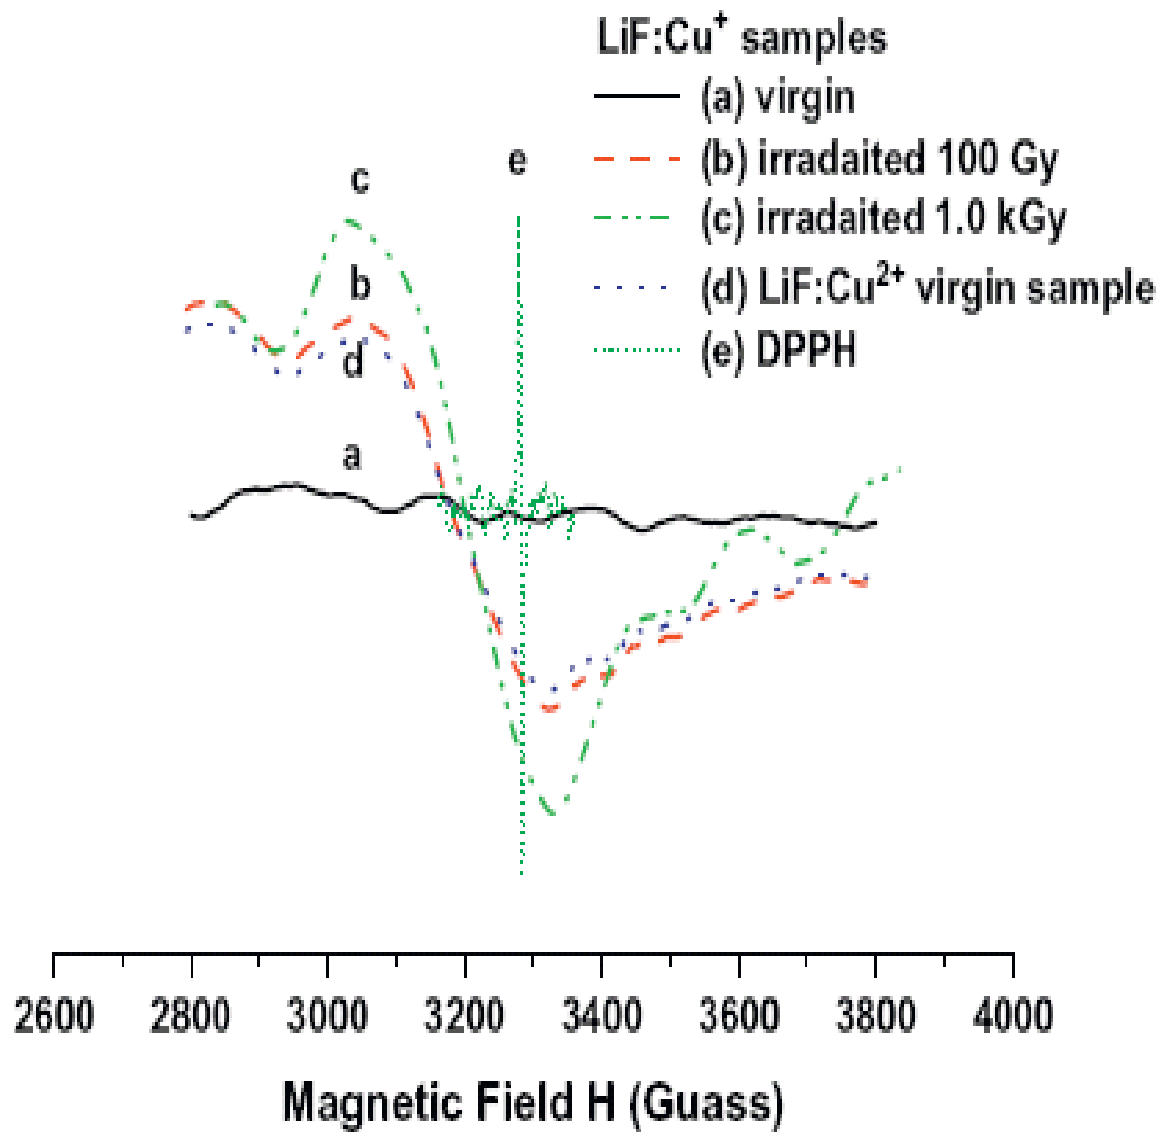 LiF:Cu⁺ samples
(a) virgin
(b) irradaited 100 Gy
(c) irradaited 1.0 kGy
(d) LiF:Cu²⁺ virgin sample
(e) DPPH
e
c
b
d
a
2600 2800 3000 3200 3400 3600 3800 4000
Magnetic Field H (Guass)